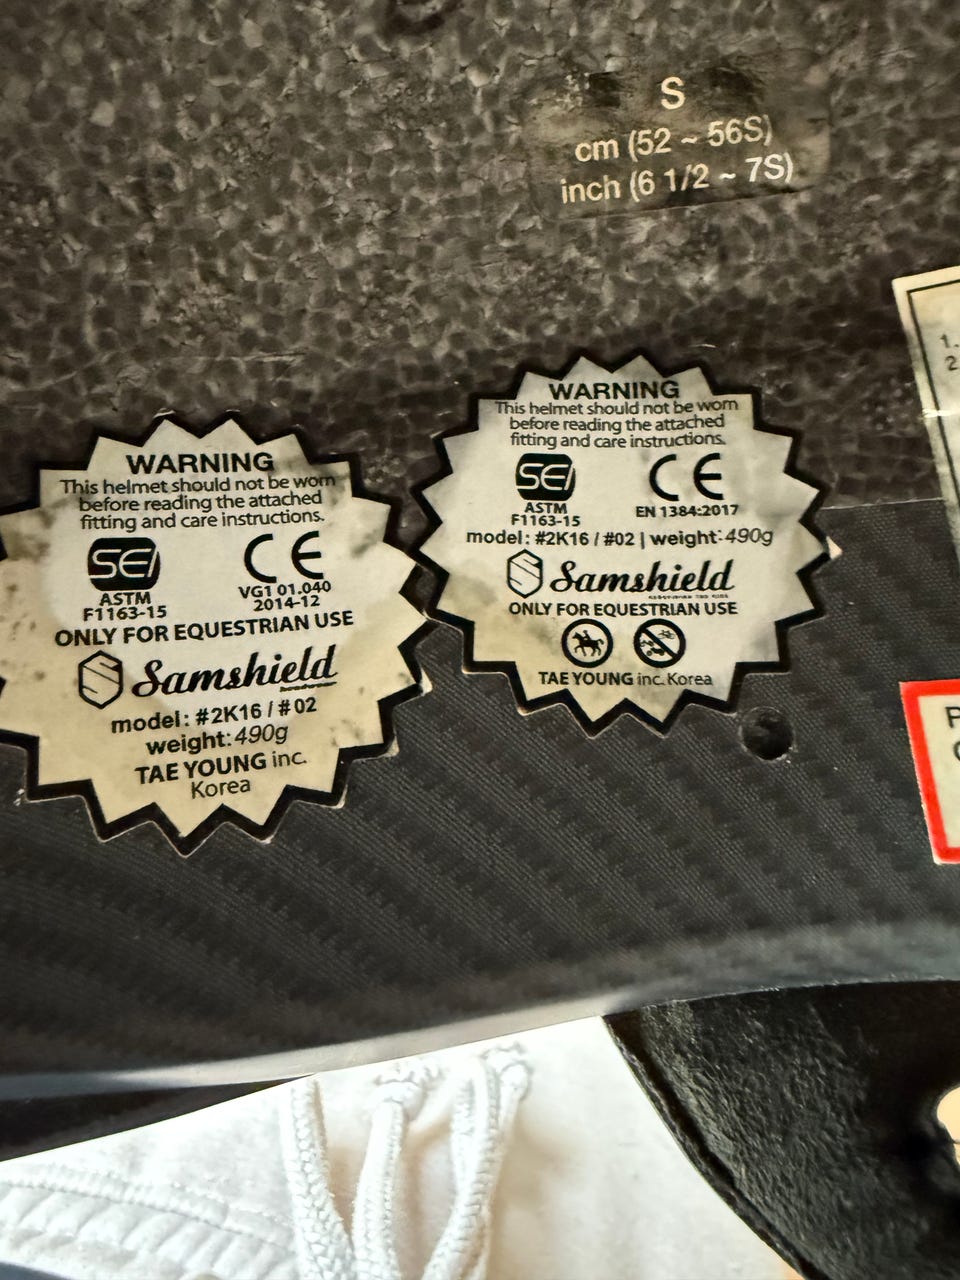 S
cm (52 ~ 56S)
inch (6 1/2 ~ 7S)
WARNING
This helmet should not be worn
before reading the attached
fitting and care instructions.
SEI
CE
ASTM
F1163-15
VG1 01.040
2014-12
ONLY FOR EQUESTRIAN USE
Samshield
model: #2K16 / #02
weight: 490g
TAE YOUNG inc.
Korea
WARNING
This helmet should not be worn
before reading the attached
fitting and care instructions.
SEI
CE
ASTM
F1163-15
EN 1384:2017
model: #2K16 / #02 | weight: 490g
Samshield
ONLY FOR EQUESTRIAN USE
TAE YOUNG inc. Korea
1.
2
P